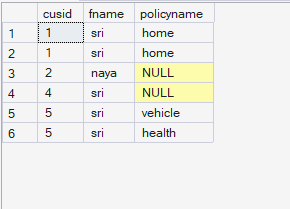 cusid fname policyname
1 1 sri home
2 1 sri home
3 2 naya NULL
4 4 sri NULL
5 5 sri vehicle
6 5 sri health